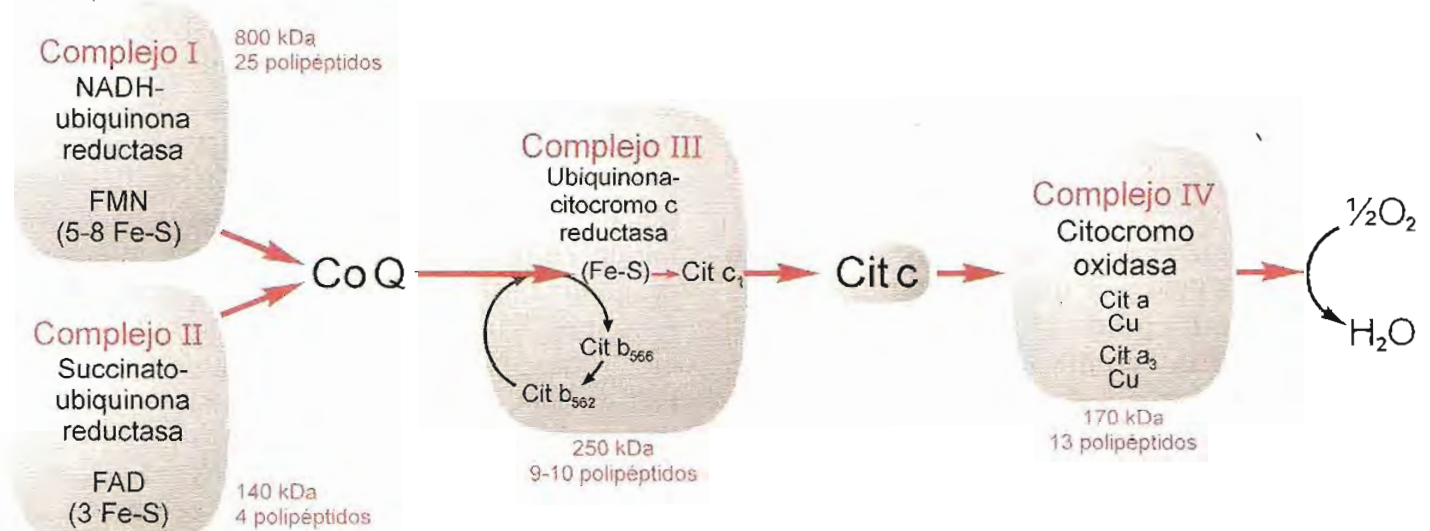 Complejo I
NADH-
ubiquinona
reductasa
FMN
(5-8 Fe-S)
800 kDa
25 polipéptidos
Complejo II
Succinato-
ubiquinona
reductasa
FAD
(3 Fe-S)
140 kDa
4 polipéptidos
Co Q
Complejo III
Ubiquinona-
citocromo c
reductasa
(Fe-S) Cit c₁
Cit b₅₆₆
Cit b₅₆₂
250 kDa
9-10 polipéptidos
Cit c
Complejo IV
Citocromo
oxidasa
Cit a
Cu
Cit a₃
Cu
170 kDa
13 polipéptidos
½O₂
H₂O